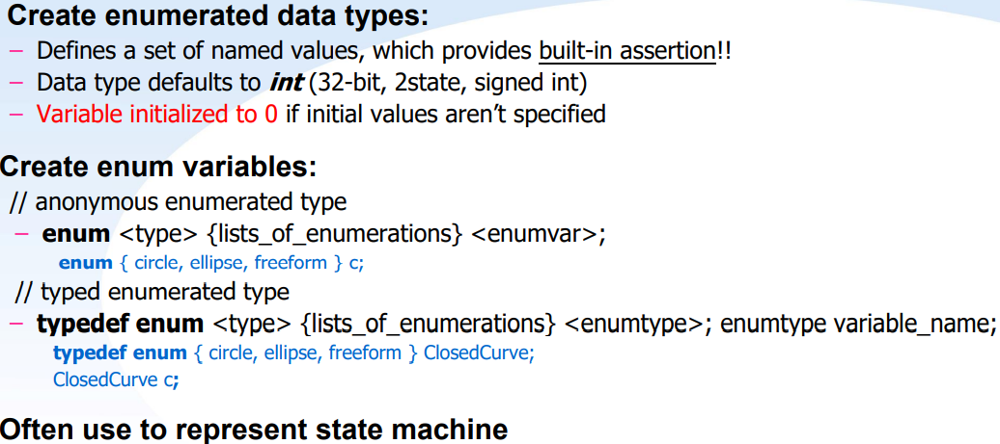 Create enumerated data types:
– Defines a set of named values, which provides built-in assertion!!
– Data type defaults to int (32-bit, 2state, signed int)
– Variable initialized to 0 if initial values aren’t specified
Create enum variables:
// anonymous enumerated type
– enum <type> {lists_of_enumerations} <enumvar>;
enum { circle, ellipse, freeform } c;
// typed enumerated type
– typedef enum <type> {lists_of_enumerations} <enumtype>; enumtype variable_name;
typedef enum { circle, ellipse, freeform } ClosedCurve;
ClosedCurve c;
Often use to represent state machine